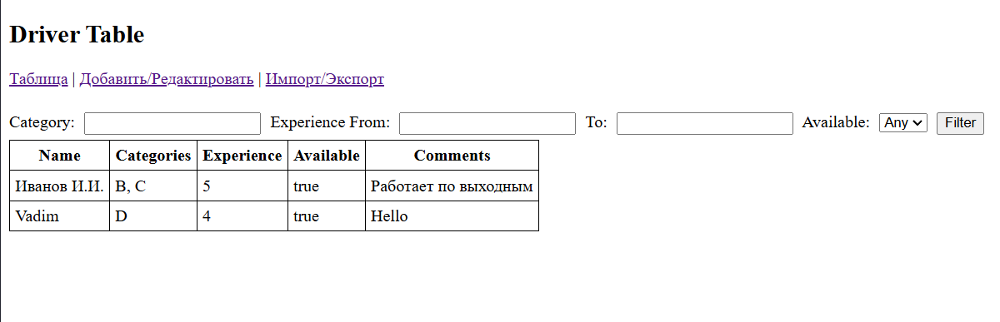 Driver Table
Таблица | Добавить/Редактировать | Импорт/Экспорт
Category: Experience From: To: Available: Any Filter
Name Categories Experience Available Comments
Иванов И.И. B, C 5 true Работает по выходным
Vadim D 4 true Hello